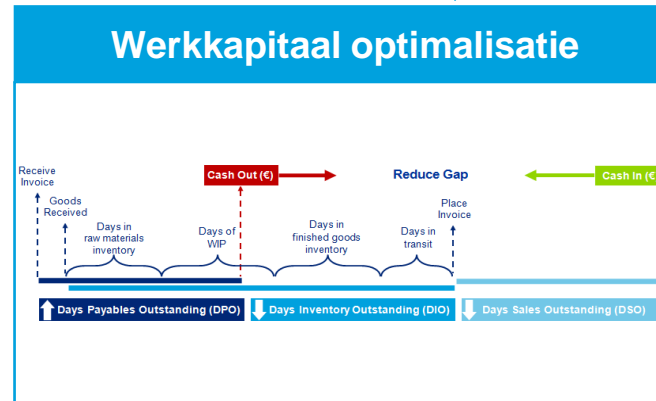 Werkkapitaal optimalisatie
Receive
Invoice
Cash Out (€)
Reduce Gap
Cash In (€
Goods
Received
Place
Invoice
Days in
raw materials
inventory
Days of
WIP
Days in
finished goods
inventory
Days in
transit
Days Payables Outstanding (DPO)
Days Inventory Outstanding (DIO)
Days Sales Outstanding (DSO)